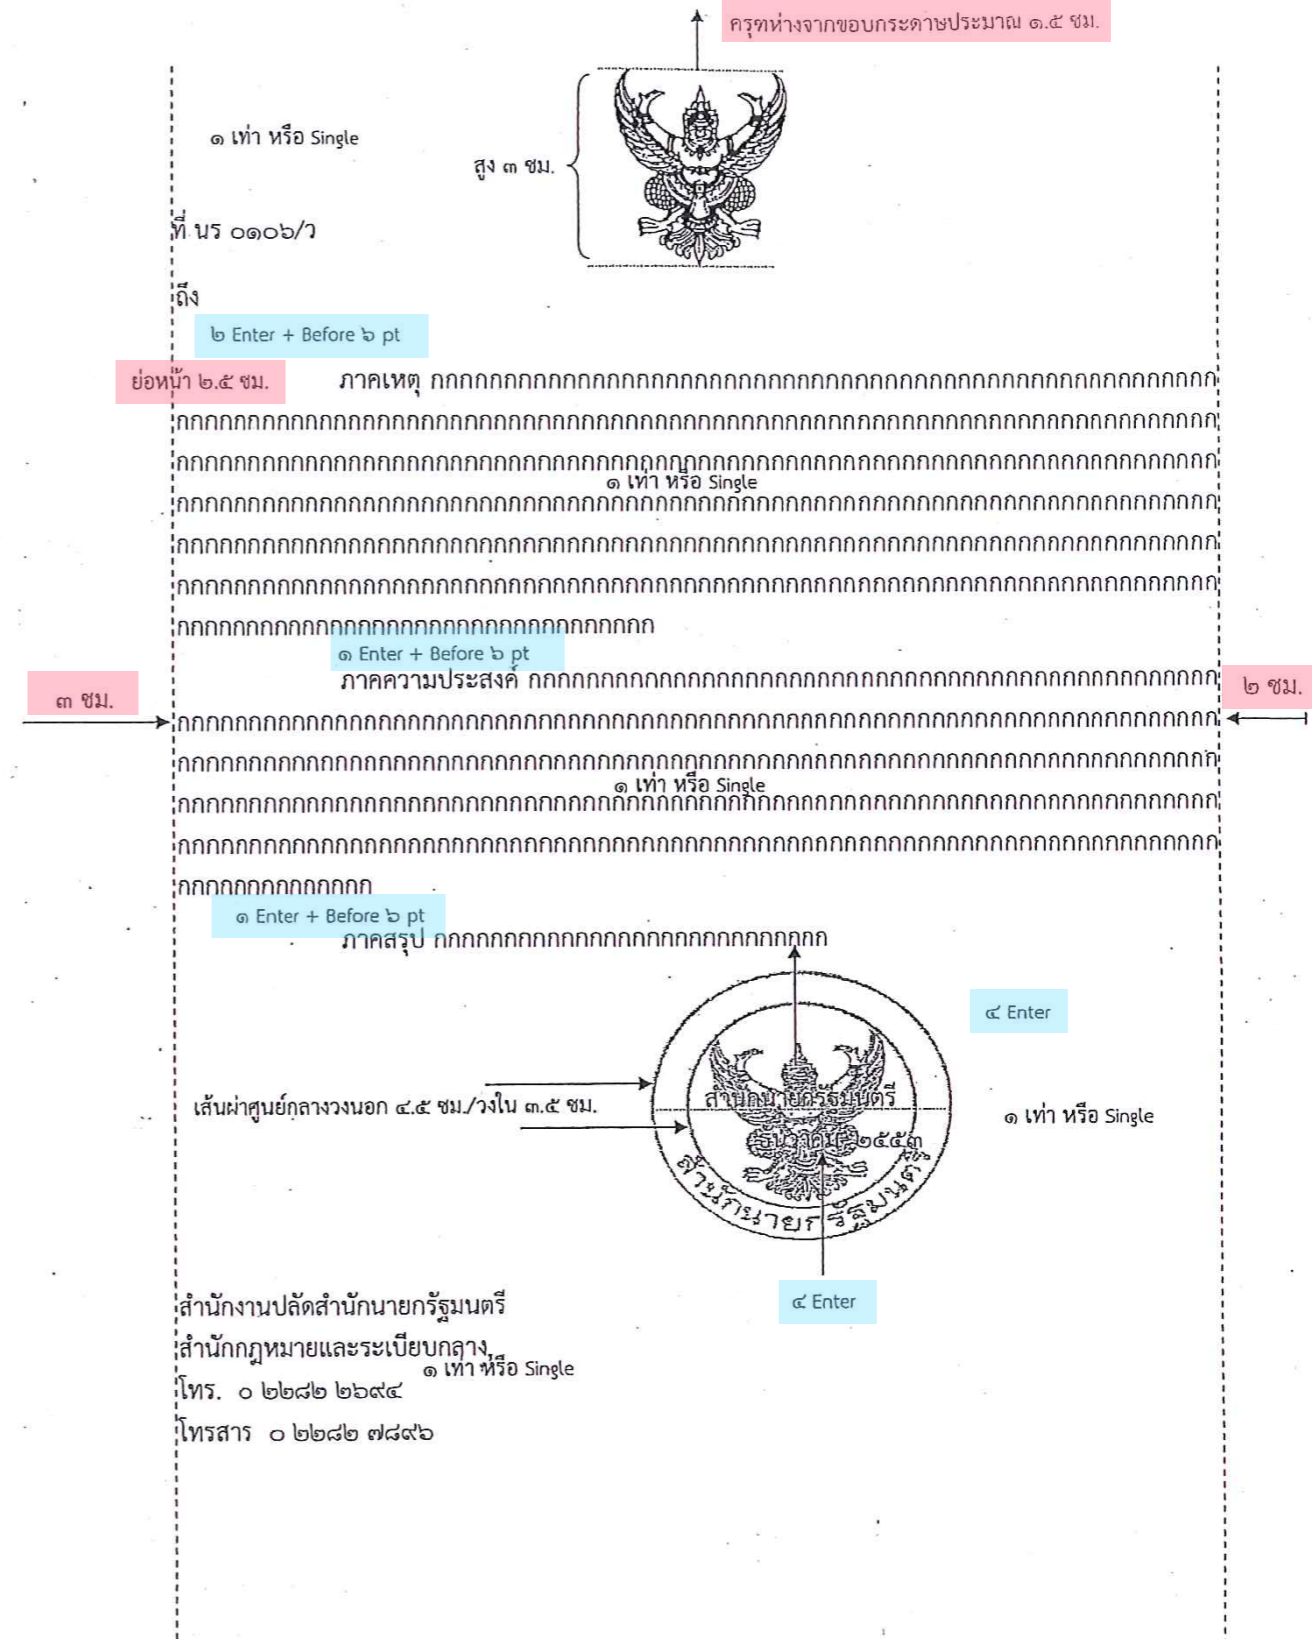 ครุฑห่างจากขอบกระดาษประมาณ ๑.๕ ซม.
๑ เท่า หรือ Single
สูง ๓ ซม.
ที่ นร ๐๑๐๖/ว
ถึง
๒ Enter + Before ๖ pt
ย่อหน้า ๒.๕ ซม.
ภาคเหตุ กกกกกกกกกกกกกกกกกกกกกกกกกกกกกกกกกกกกกกกกกกกกกกกกกกกกกก
กกกกกกกกกกกกกกกกกกกกกกกกกกกกกกกกกกกกกกกกกกกกกกกกกกกกกกกกกกกกกกกกกกกกกกกก
กกกกกกกกกกกกกกกกกกกกกกกกกกกกกกกกกกกกกกกกกกกกกกกกกกกกกกกกกกกกกกกกกกกกกกกก
๑ เท่า หรือ Single
กกกกกกกกกกกกกกกกกกกกกกกกกกกกกกกกกกกกกกกกกกกกกกกกกกกกกกกกกกกกกกกกกกกกกกกก
กกกกกกกกกกกกกกกกกกกกกกกกกกกกกกกกกกกกกกกกกกกกกกกกกกกกกกกกกกกกกกกกกกกกกกกก
กกกกกกกกกกกกกกกกกกกกกกกกกกกกกกกกกกกกกกกกกกกกกกกกกกกกกกกกกกกกกกกกกกกกกกกก
กกกกกกกกกกกกกกกกกกกกกกกกกกกกกกกกกก
๑ Enter + Before ๖ pt
ภาคความประสงค์ กกกกกกกกกกกกกกกกกกกกกกกกกกกกกกกกกกกกกกกกกกกกกกกก
๓ ซม.
๒ ซม.
กกกกกกกกกกกกกกกกกกกกกกกกกกกกกกกกกกกกกกกกกกกกกกกกกกกกกกกกกกกกกกกกกกกกกกกก
กกกกกกกกกกกกกกกกกกกกกกกกกกกกกกกกกกกกกกกกกกกกกกกกกกกกกกกกกกกกกกกกกกกกกกกก
๑ เท่า หรือ Single
กกกกกกกกกกกกกกกกกกกกกกกกกกกกกกกกกกกกกกกกกกกกกกกกกกกกกกกกกกกกกกกกกกกกกกกก
กกกกกกกกกกกกกกกกกกกกกกกกกกกกกกกกกกกกกกกกกกกกกกกกกกกกกกกกกกกกกกกกกกกกกกกก
กกกกกกกกกกกกกก
๑ Enter + Before ๖ pt
ภาคสรุป กกกกกกกกกกกกกกกกกกกกกกกกกกกก
๔ Enter
เส้นผ่าศูนย์กลางวงนอก ๔.๕ ซม./วงใน ๓.๕ ซม.
สำนักนายกรัฐมนตรี
๑ เท่า หรือ Single
ธันวาคม ๒๕๕๓
สำนักนายกรัฐมนตรี
๔ Enter
สำนักงานปลัดสำนักนายกรัฐมนตรี
สำนักกฎหมายและระเบียบกลาง
๑ เท่า หรือ Single
โทร. ๐ ๒๒๘๒ ๒๖๙๔
โทรสาร ๐ ๒๒๘๒ ๗๘๙๖